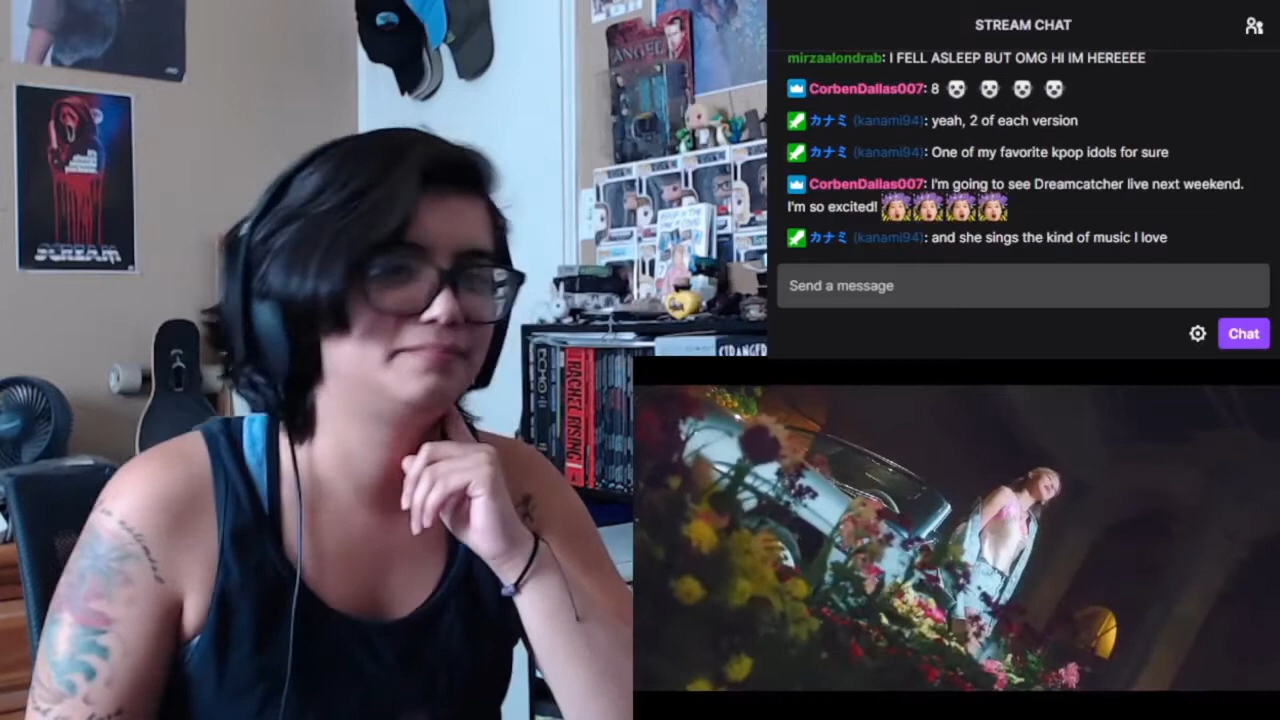 STREAM CHAT
mirzaalondrab: I FELL ASLEEP BUT OMG HI IM HEREEEE
CorbenDallas007: 8
カナミ (kanami94): yeah, 2 of each version
カナミ (kanami94): One of my favorite kpop idols for sure
CorbenDallas007: I'm going to see Dreamcatcher live next weekend.
I'm so excited!
カナミ (kanami94): and she sings the kind of music I love
Send a message
Chat
ANGEL
SCREAM
STRANGER
ECHO
RACHEL RISING